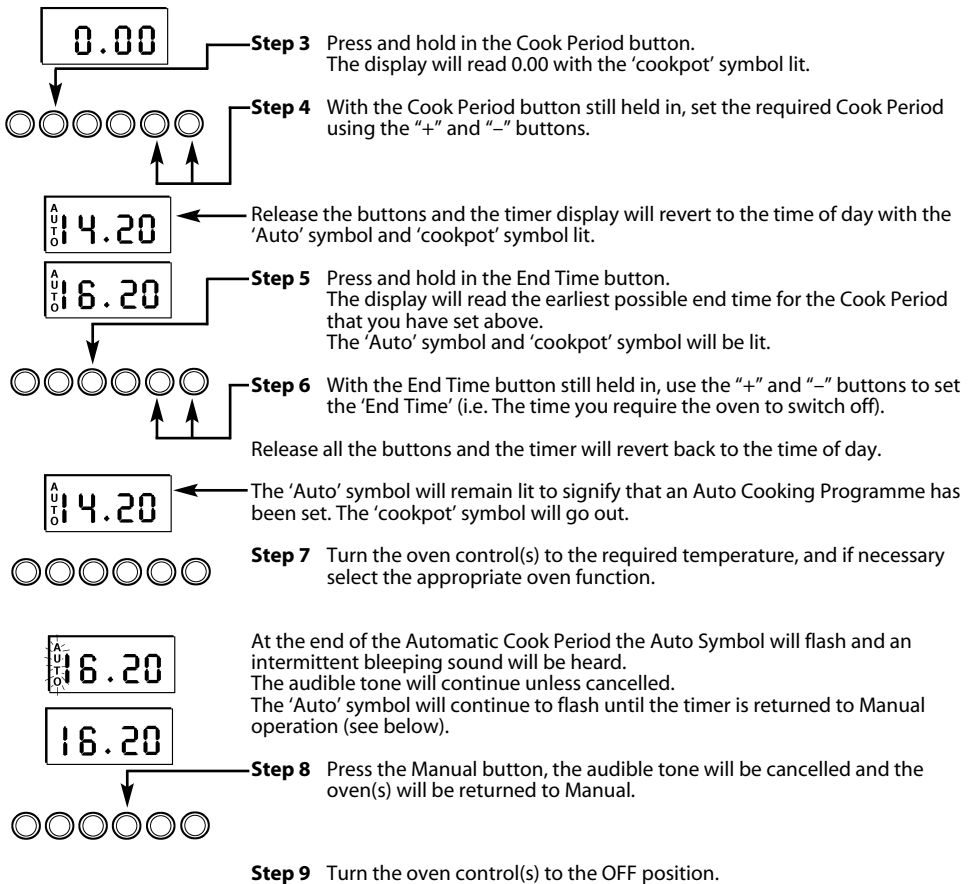 0.00
Step 3 Press and hold in the Cook Period button.
The display will read 0.00 with the ‘cookpot’ symbol lit.
Step 4 With the Cook Period button still held in, set the required Cook Period
using the “+” and “–” buttons.
AUTO 14.20
Release the buttons and the timer display will revert to the time of day with the
‘Auto’ symbol and ‘cookpot’ symbol lit.
AUTO 16.20
Step 5 Press and hold in the End Time button.
The display will read the earliest possible end time for the Cook Period
that you have set above.
The ‘Auto’ symbol and ‘cookpot’ symbol will be lit.
Step 6 With the End Time button still held in, use the “+” and “–” buttons to set
the ‘End Time’ (i.e. The time you require the oven to switch off).
Release all the buttons and the timer will revert back to the time of day.
AUTO 14.20
The ‘Auto’ symbol will remain lit to signify that an Auto Cooking Programme has
been set. The ‘cookpot’ symbol will go out.
Step 7 Turn the oven control(s) to the required temperature, and if necessary
select the appropriate oven function.
AUTO 16.20
At the end of the Automatic Cook Period the Auto Symbol will flash and an
intermittent bleeping sound will be heard.
The audible tone will continue unless cancelled.
The ‘Auto’ symbol will continue to flash until the timer is returned to Manual
operation (see below).
16.20
Step 8 Press the Manual button, the audible tone will be cancelled and the
oven(s) will be returned to Manual.
Step 9 Turn the oven control(s) to the OFF position.